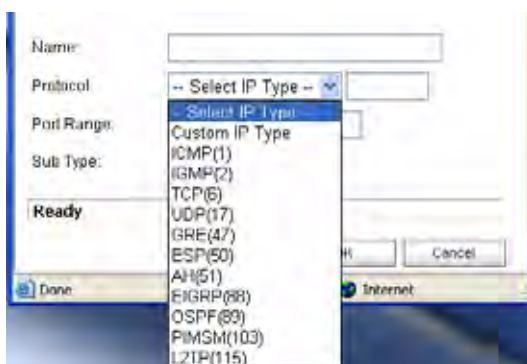 Name:
Protocol
-- Select IP Type --
-- Select IP Type --
Port Range:
Custom IP Type
ICMP(1)
Sub Type:
IGMP(2)
TCP(6)
Ready
UDP(17)
GRE(47)
ESP(50)
Cancel
AH(51)
Done
Internet
EIGRP(88)
OSPF(89)
PIMSM(103)
L2TP(115)